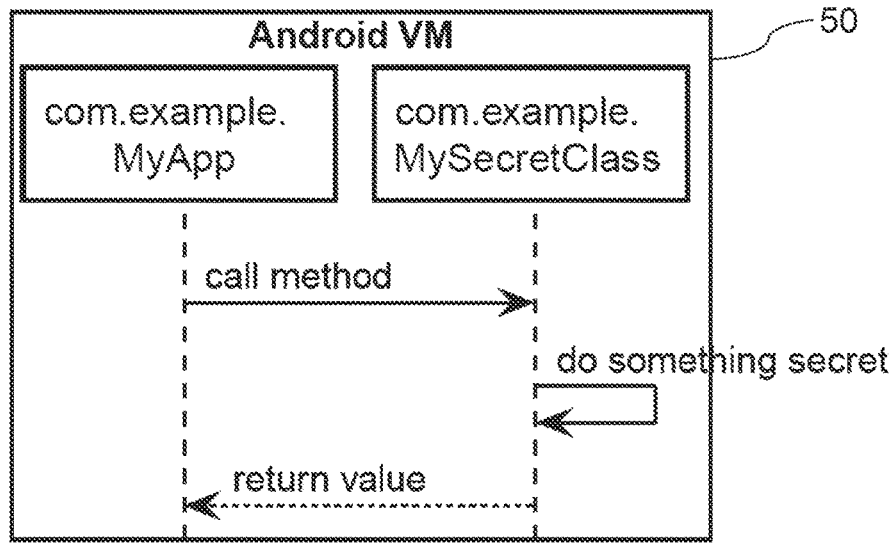 Android VM
50
com.example.
MyApp
com.example.
MySecretClass
call method
do something secret
return value